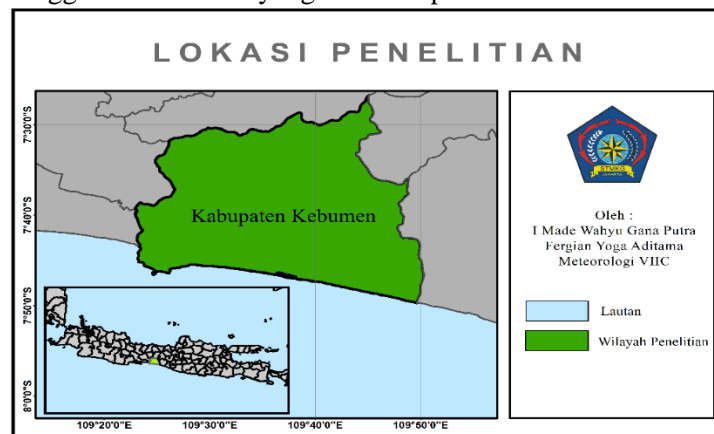 LOKASI PENELITIAN
7°30'0"S
7°40'0"S
7°50'0"S
8°0'0"S
Kabupaten Kebumen
109°20'0"E
109°30'0"E
109°40'0"E
109°50'0"E
Oleh :
I Made Wahyu Gana Putra
Fergian Yoga Aditama
Meteorologi VIIC
Lautan
Wilayah Penelitian